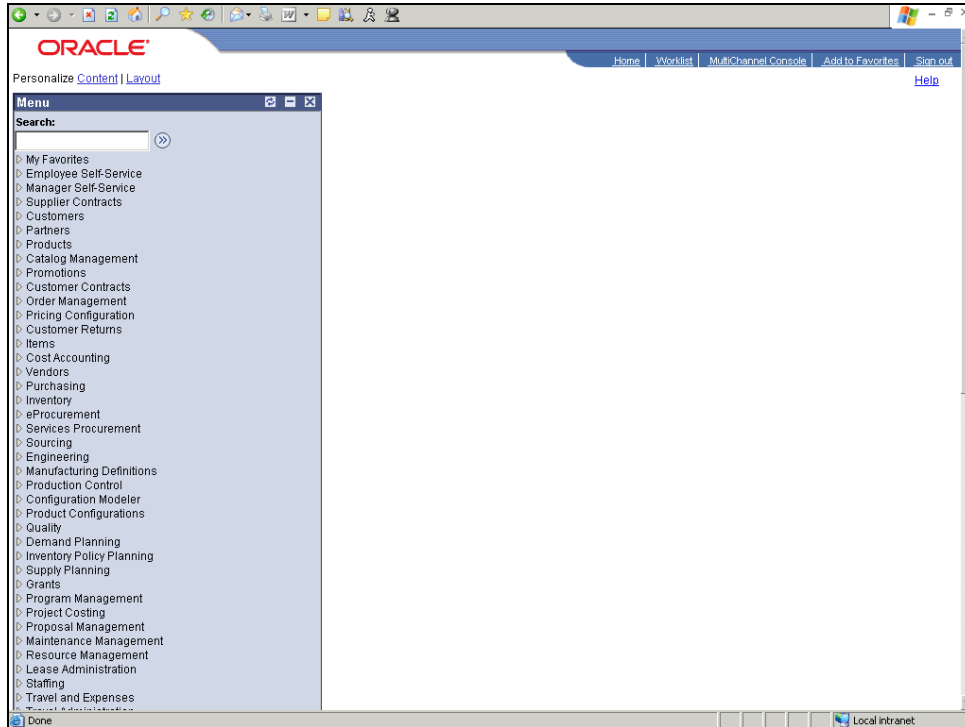 ORACLE
Home Worklist MultiChannel Console Add to Favorites Sign out
Personalize Content | Layout
Help
Menu
Search:
My Favorites
Employee Self-Service
Manager Self-Service
Supplier Contracts
Customers
Partners
Products
Catalog Management
Promotions
Customer Contracts
Order Management
Pricing Configuration
Customer Returns
Items
Cost Accounting
Vendors
Purchasing
Inventory
eProcurement
Services Procurement
Sourcing
Engineering
Manufacturing Definitions
Production Control
Configuration Modeler
Product Configurations
Quality
Demand Planning
Inventory Policy Planning
Supply Planning
Grants
Program Management
Project Costing
Proposal Management
Maintenance Management
Resource Management
Lease Administration
Staffing
Travel and Expenses
Done Local intranet